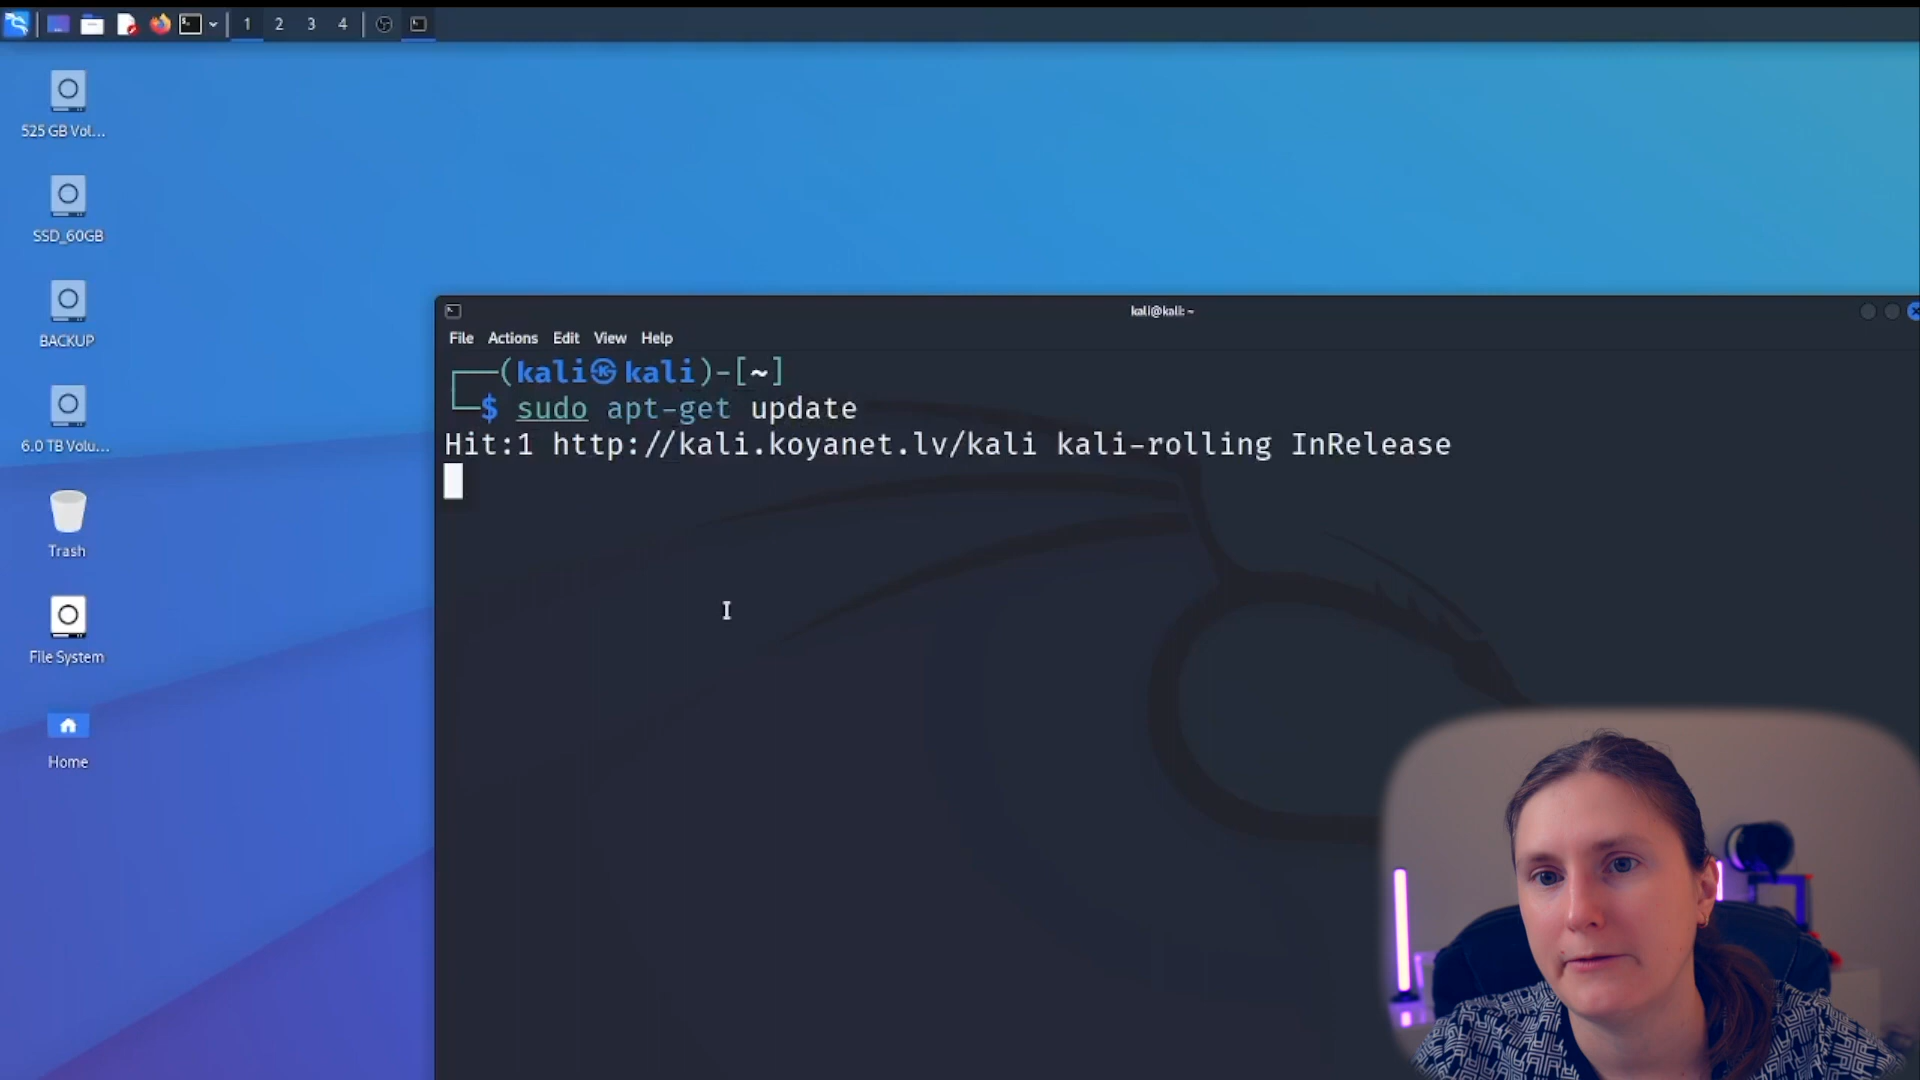 1 2 3 4
525 GB Vol...
SSD_60GB
BACKUP
6.0 TB Volu...
Trash
File System
Home
kali@kali: ~
File Actions Edit View Help
┌──(kali㉿kali)-[~]
└─$ sudo apt-get update
Hit:1 http://kali.koyanet.lv/kali kali-rolling InRelease